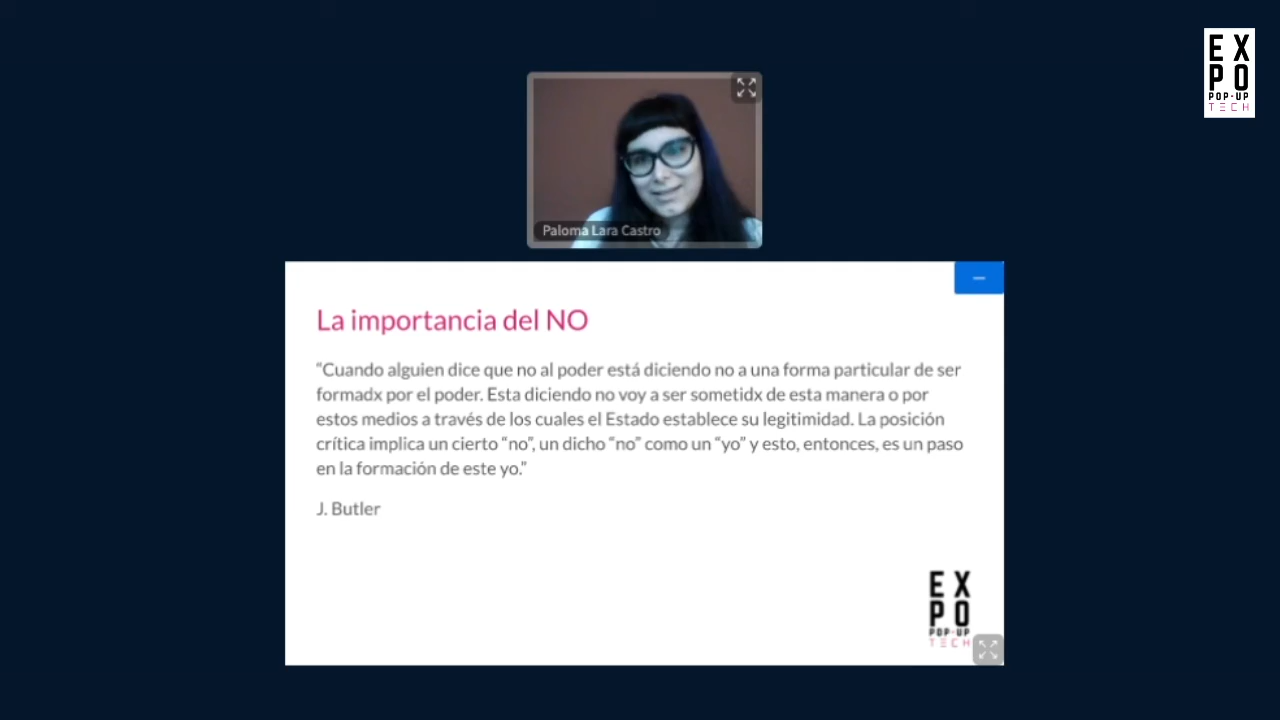 E X
P O
POP-UP
TECH
Paloma Lara Castro
La importancia del NO
“Cuando alguien dice que no al poder está diciendo no a una forma particular de ser
formadx por el poder. Esta diciendo no voy a ser sometidx de esta manera o por
estos medios a través de los cuales el Estado establece su legitimidad. La posición
crítica implica un cierto “no”, un dicho “no” como un “yo” y esto, entonces, es un paso
en la formación de este yo.”
J. Butler
E X
P O
POP-UP
TECH